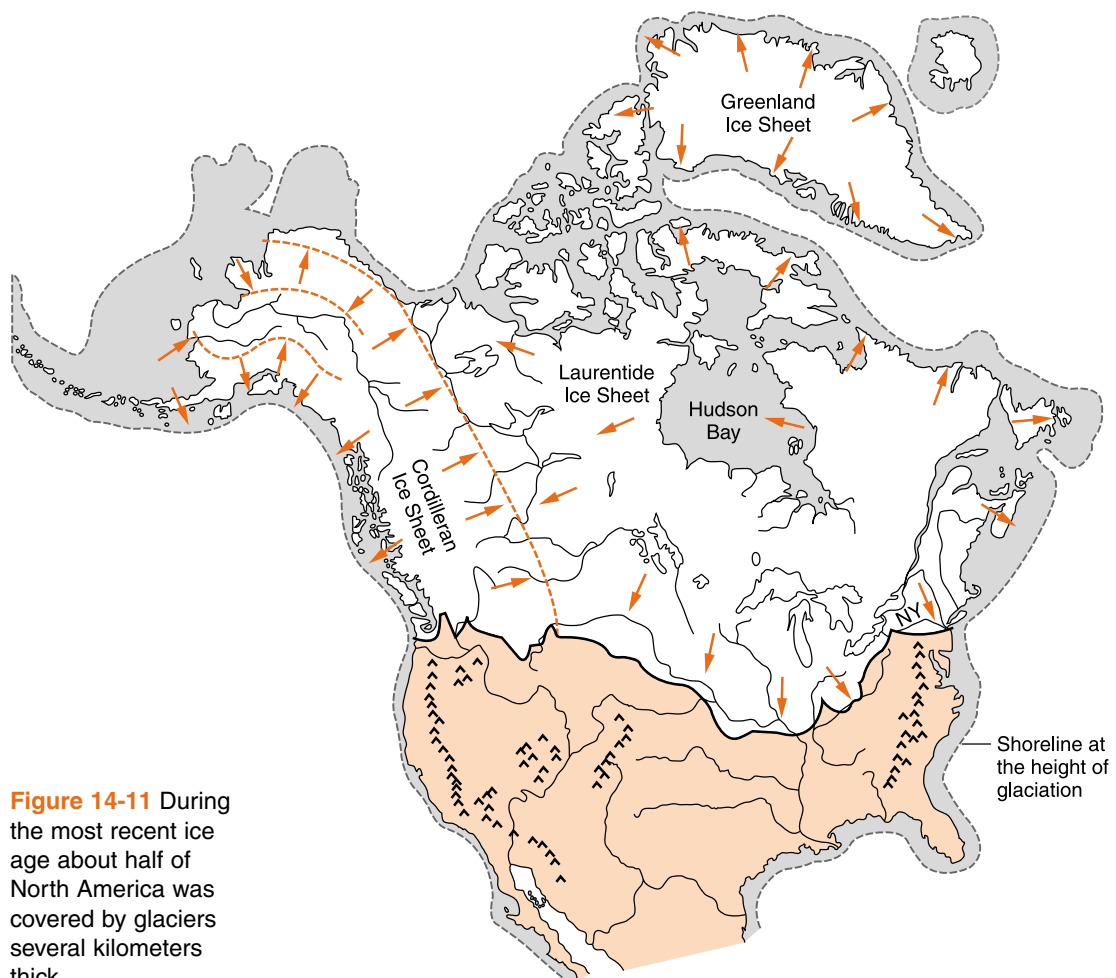 Greenland
Ice Sheet
Laurentide
Ice Sheet
Hudson
Bay
Cordilleran
Ice Sheet
NY
Shoreline at
the height of
glaciation
Figure 14-11 During
the most recent ice
age about half of
North America was
covered by glaciers
several kilometers
thick